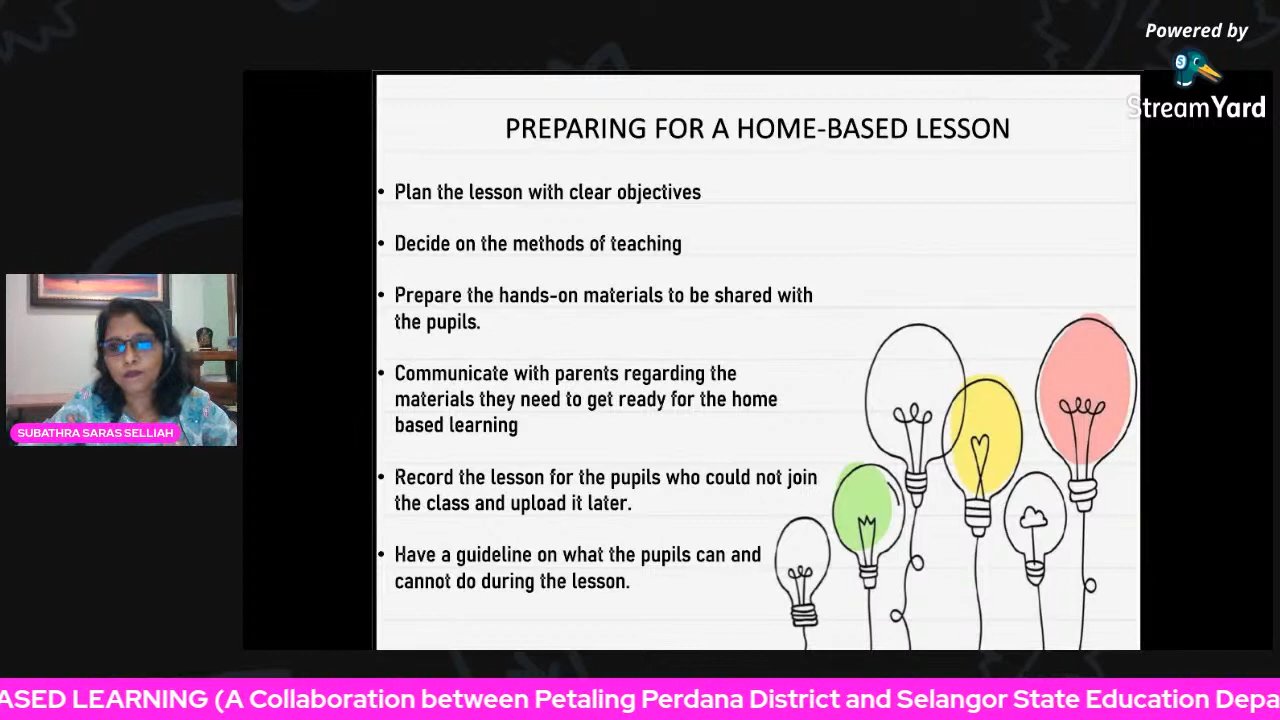 Powered by
StreamYard
PREPARING FOR A HOME-BASED LESSON
• Plan the lesson with clear objectives
• Decide on the methods of teaching
• Prepare the hands-on materials to be shared with
the pupils.
• Communicate with parents regarding the
materials they need to get ready for the home
based learning
• Record the lesson for the pupils who could not join
the class and upload it later.
• Have a guideline on what the pupils can and
cannot do during the lesson.
SUBATHRA SARAS SELLIAH
ASED LEARNING (A Collaboration between Petaling Perdana District and Selangor State Education Depa